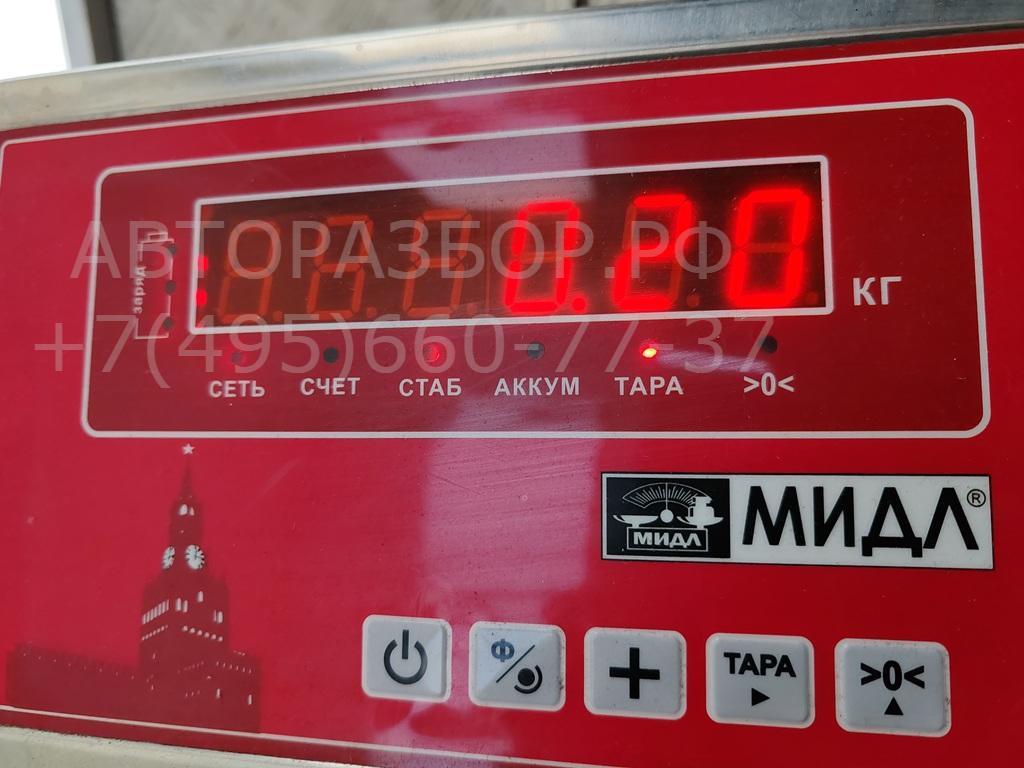 АВТОРАЗБОР.РФ
+7(495)660-77-37
заряд
0.20
КГ
СЕТЬ СЧЕТ СТАБ АККУМ ТАРА >0<
МИДЛ
МИДЛ®
Ф
+
ТАРА
>0<